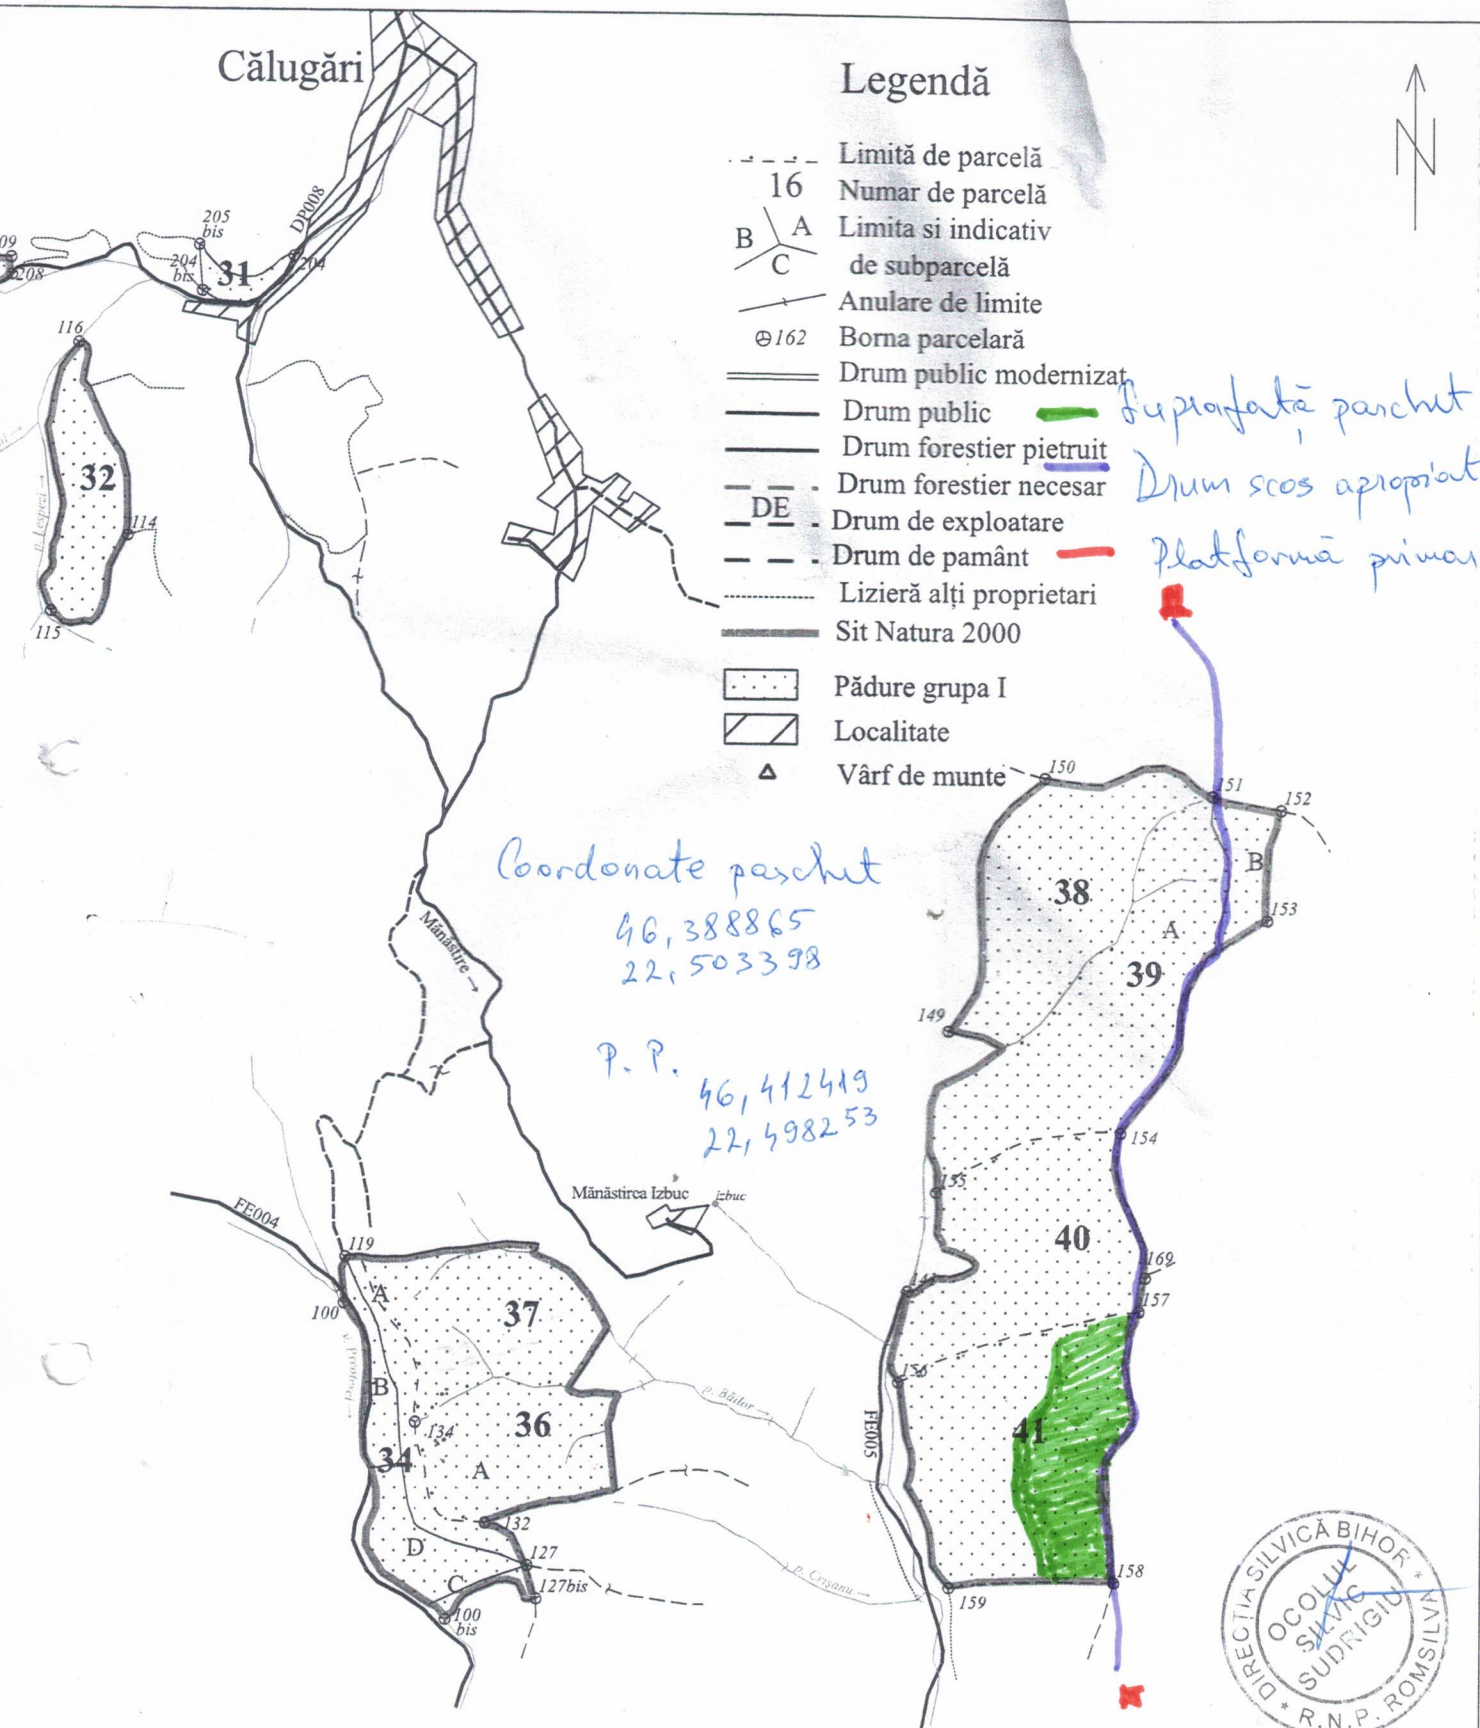 Călugări
Legendă
Limită de parcelă
16 Numar de parcelă
B A C Limita si indicativ
de subparcelă
Anulare de limite
162 Borna parcelară
Drum public modernizat
Drum public
Suprafață parchet
Drum forestier pietruit
Drum forestier necesar
Drum scos apropiat
DE
Drum de exploatare
Drum de pamânt
Platformă primar
Lizieră alți proprietari
Sit Natura 2000
Pădure grupa I
Localitate
Vârf de munte
N
205
bis
DP008
09
208
204
bis
31
204
116
32
p. Lespezi
114
115
150
151
152
B
38
153
A
39
Coordonate parchet
46,388865
22,503398
Mănăstire
149
P. P.
46,412419
22,498253
154
155
Mănăstirea Izbuc
izbuc
FE004
119
40
169
157
A
100
37
B
156
p. Băilor
36
134
34
A
FE005
41
132
D
127
C
127bis
100
bis
p. Crișanu
159
158
DIRECȚIA SILVICĂ BIHOR * R.N.P. ROMSILVA *
OCOLUL
SILVIC
SUDRIGIU